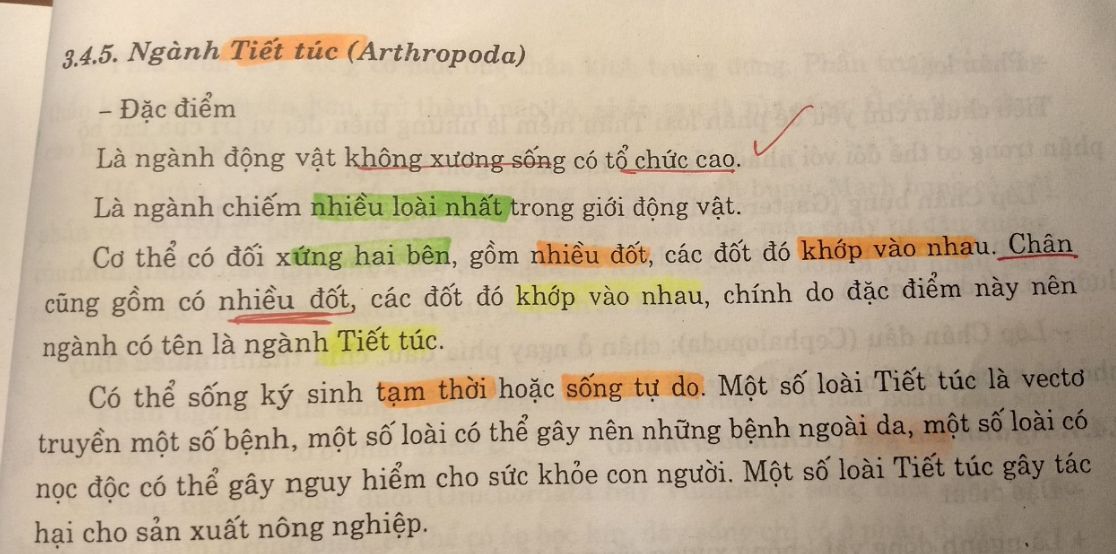 3.4.5. Ngành Tiết túc (Arthropoda)
– Đặc điểm
Là ngành động vật không xương sống có tổ chức cao.
Là ngành chiếm nhiều loài nhất trong giới động vật.
Cơ thể có đối xứng hai bên, gồm nhiều đốt, các đốt đó khớp vào nhau. Chân
cũng gồm có nhiều đốt, các đốt đó khớp vào nhau, chính do đặc điểm này nên
ngành có tên là ngành Tiết túc.
Có thể sống ký sinh tạm thời hoặc sống tự do. Một số loài Tiết túc là vectơ
truyền một số bệnh, một số loài có thể gây nên những bệnh ngoài da, một số loài có
nọc độc có thể gây nguy hiểm cho sức khỏe con người. Một số loài Tiết túc gây tác
hại cho sản xuất nông nghiệp.